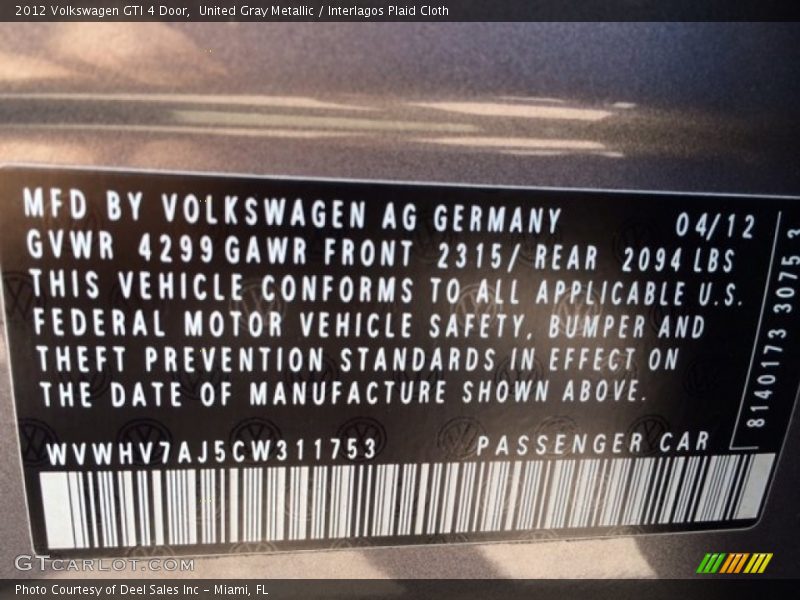 2012 Volkswagen GTI 4 Door, United Gray Metallic / Interlagos Plaid Cloth
MFD BY VOLKSWAGEN AG GERMANY 04/12
GVWR 4299 GAWR FRONT 2315/ REAR 2094 LBS
THIS VEHICLE CONFORMS TO ALL APPLICABLE U.S.
FEDERAL MOTOR VEHICLE SAFETY, BUMPER AND
THEFT PREVENTION STANDARDS IN EFFECT ON
THE DATE OF MANUFACTURE SHOWN ABOVE.
WVWHV7AJ5CW311753 PASSENGER CAR
8140173 3075 3
GTCARLOT.COM
Photo Courtesy of Deel Sales Inc - Miami, FL